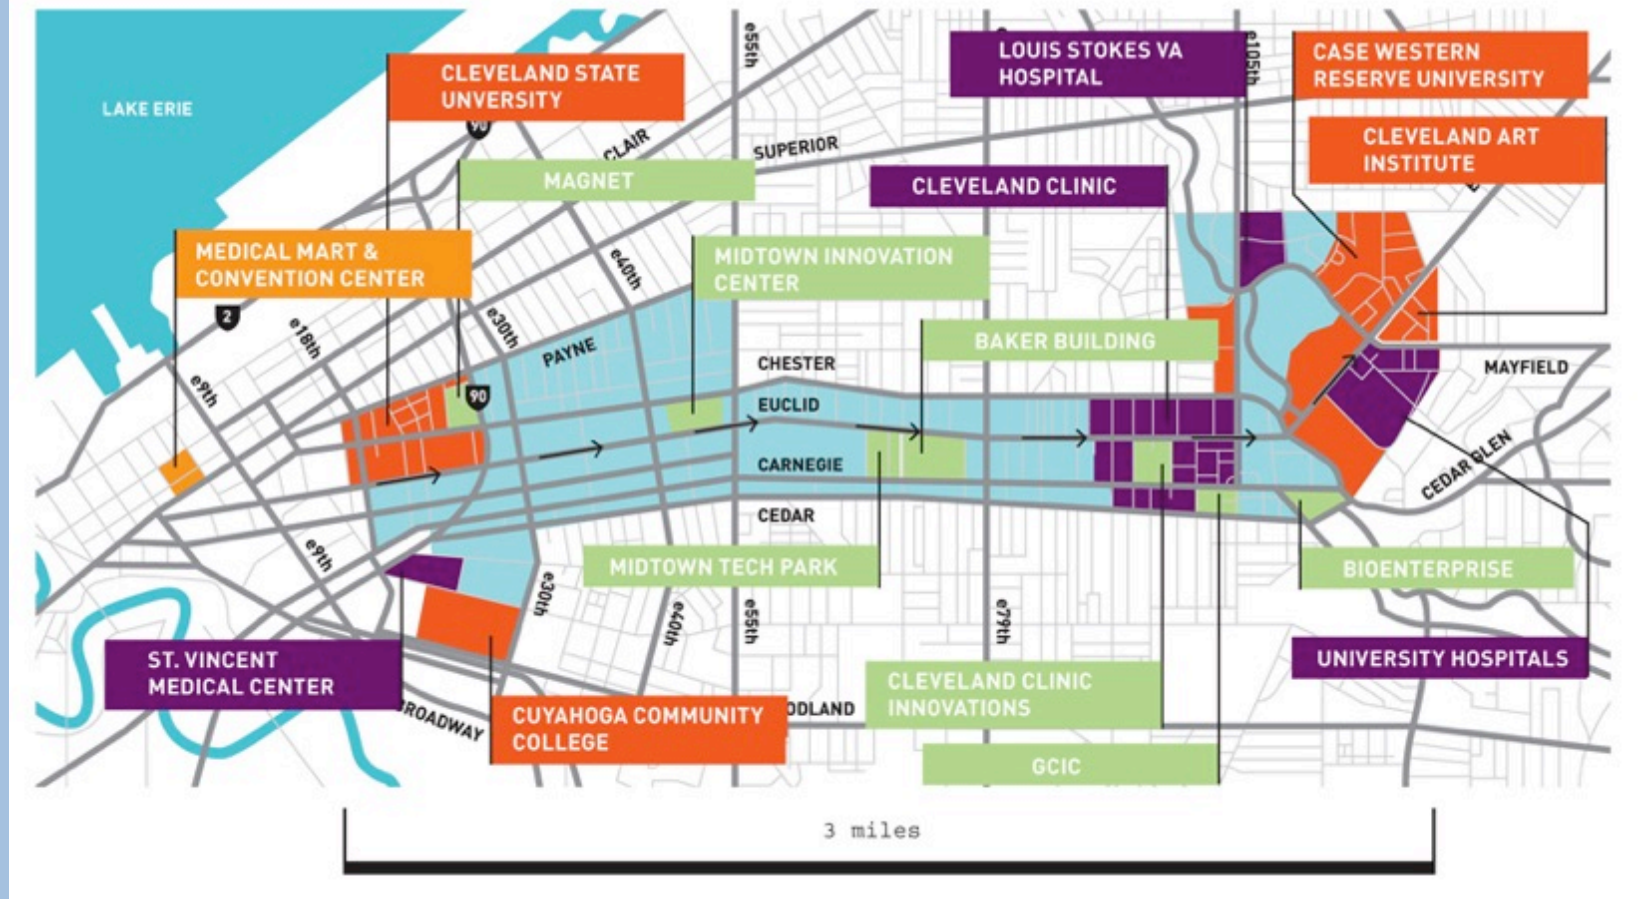 LAKE ERIE
CLEVELAND STATE
UNVERSITY
90
e55th
LOUIS STOKES VA
HOSPITAL
e105th
CASE WESTERN
RESERVE UNIVERSITY
CLEVELAND ART
INSTITUTE
CLAIR
SUPERIOR
MAGNET
CLEVELAND CLINIC
MEDICAL MART &
CONVENTION CENTER
e40th
MIDTOWN INNOVATION
CENTER
2
e18th
e30th
PAYNE
BAKER BUILDING
CHESTER
MAYFIELD
e9th
90
EUCLID
CARNEGIE
CEDAR GLEN
CEDAR
e9th
MIDTOWN TECH PARK
BIOENTERPRISE
e30th
e40th
e55th
e79th
ST. VINCENT
MEDICAL CENTER
UNIVERSITY HOSPITALS
CLEVELAND CLINIC
INNOVATIONS
BROADWAY
CUYAHOGA COMMUNITY
COLLEGE
ODLAND
GCIC
3 miles